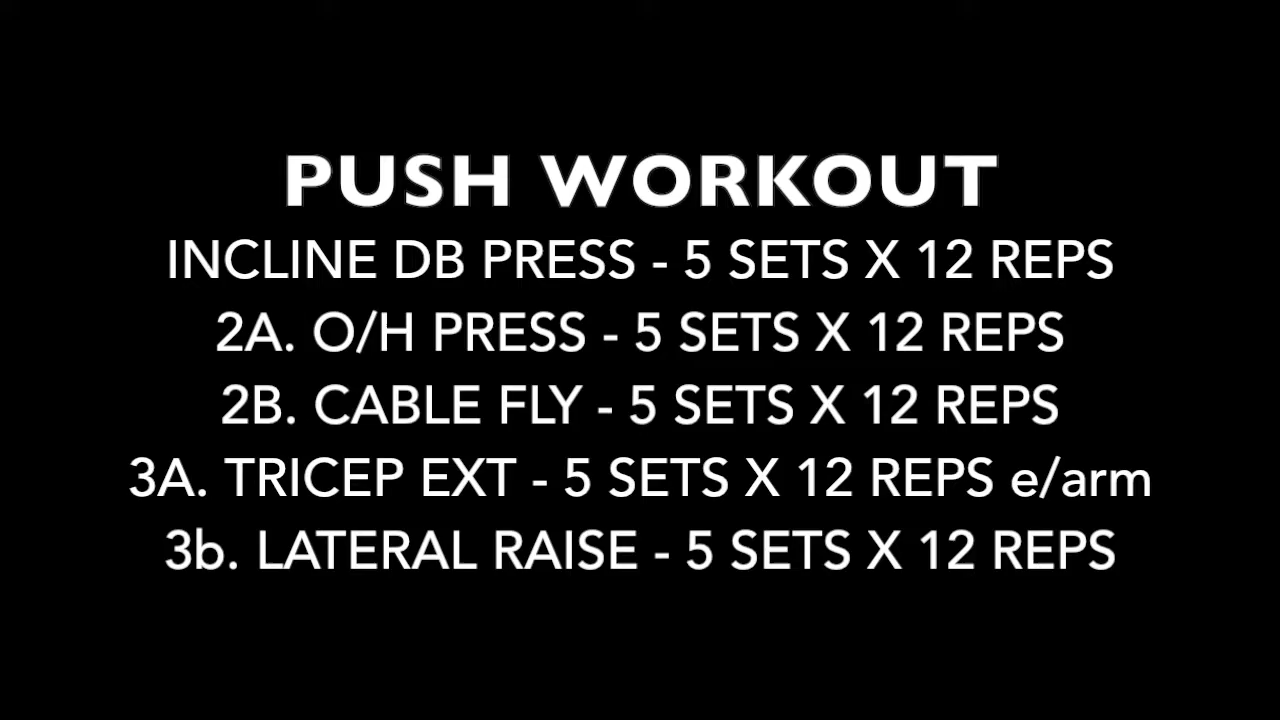 PUSH WORKOUT
INCLINE DB PRESS - 5 SETS X 12 REPS
2A. O/H PRESS - 5 SETS X 12 REPS
2B. CABLE FLY - 5 SETS X 12 REPS
3A. TRICEP EXT - 5 SETS X 12 REPS e/arm
3b. LATERAL RAISE - 5 SETS X 12 REPS